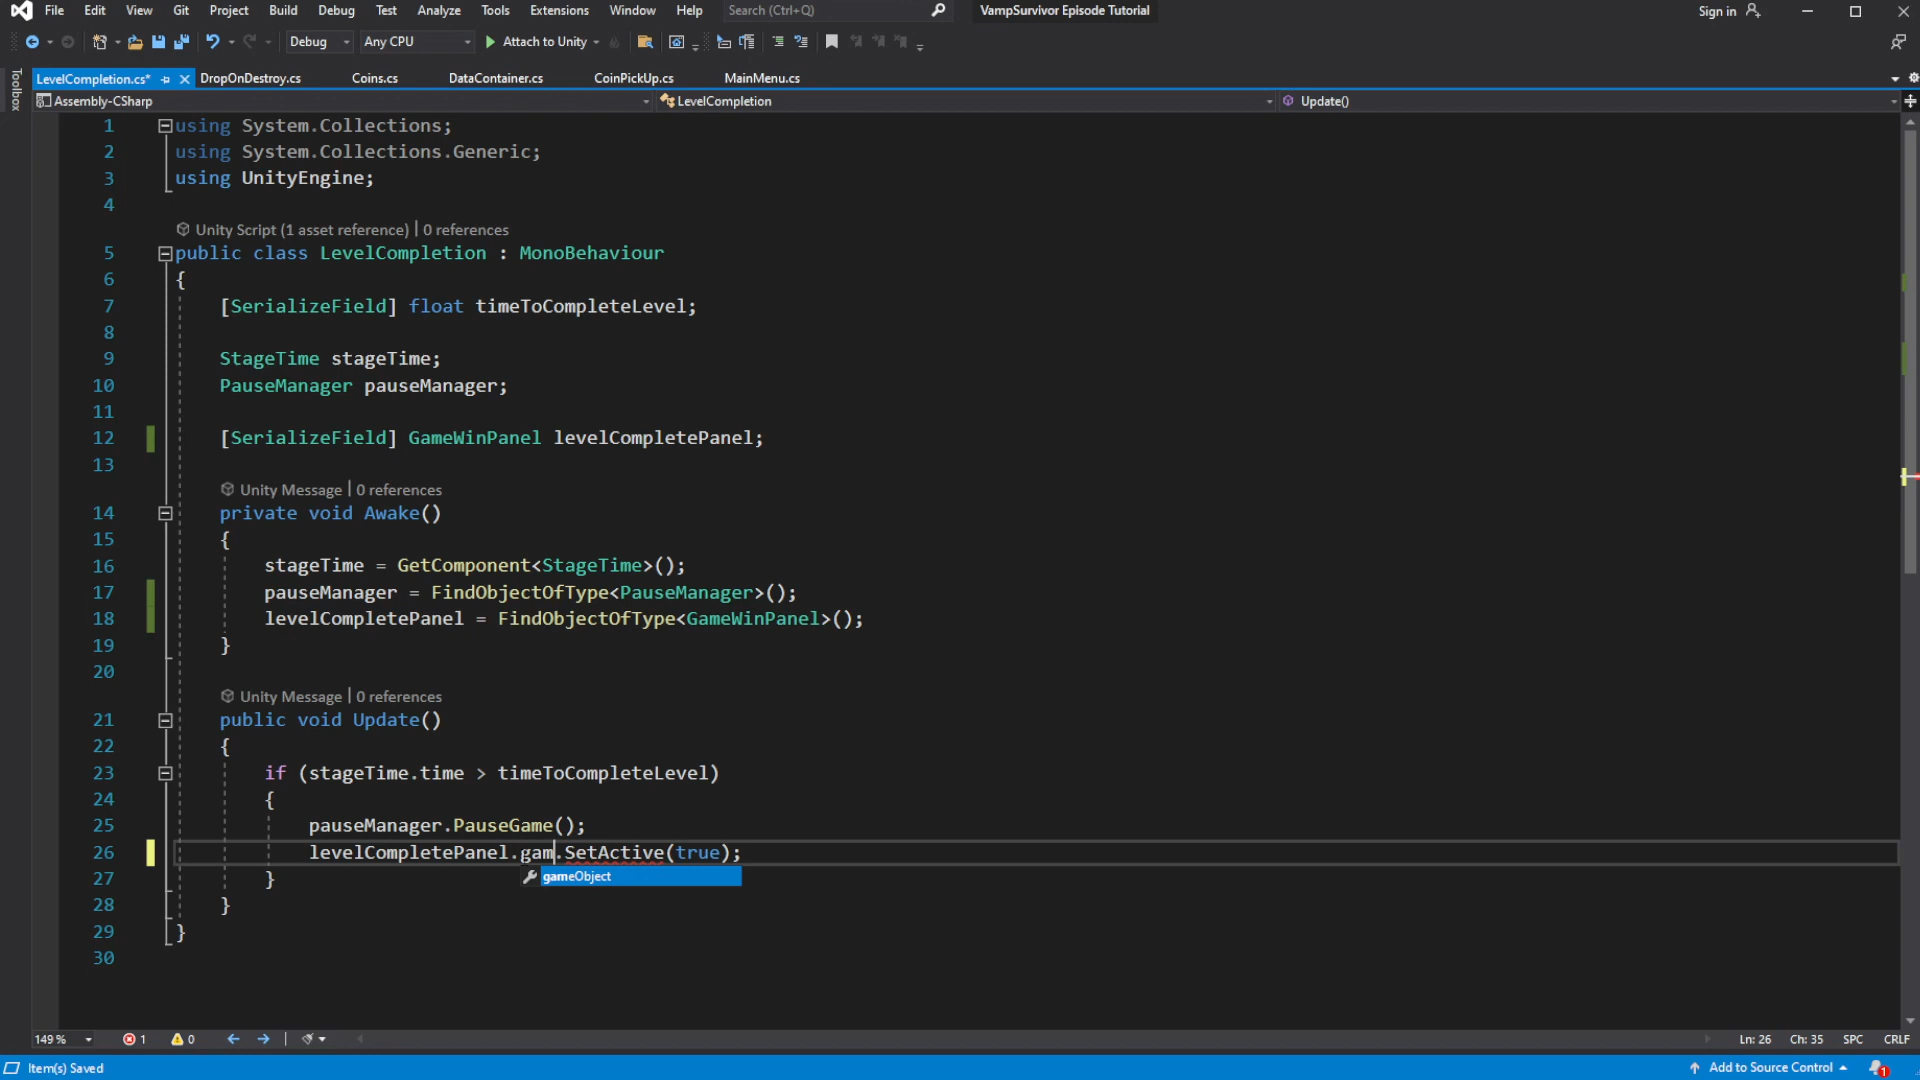 File Edit View Git Project Build Debug Test Analyze Tools Extensions Window Help Search (Ctrl+Q) VampSurvivor Episode Tutorial Sign in
Debug Any CPU Attach to Unity
Toolbox
LevelCompletion.cs* DropOnDestroy.cs Coins.cs DataContainer.cs CoinPickUp.cs MainMenu.cs
Assembly-CSharp LevelCompletion Update()
1 using System.Collections;
2 using System.Collections.Generic;
3 using UnityEngine;
4
Unity Script (1 asset reference) | 0 references
5 public class LevelCompletion : MonoBehaviour
6 {
7 [SerializeField] float timeToCompleteLevel;
8
9 StageTime stageTime;
10 PauseManager pauseManager;
11
12 [SerializeField] GameWinPanel levelCompletePanel;
13
Unity Message | 0 references
14 private void Awake()
15 {
16 stageTime = GetComponent<StageTime>();
17 pauseManager = FindObjectOfType<PauseManager>();
18 levelCompletePanel = FindObjectOfType<GameWinPanel>();
19 }
20
Unity Message | 0 references
21 public void Update()
22 {
23 if (stageTime.time > timeToCompleteLevel)
24 {
25 pauseManager.PauseGame();
26 levelCompletePanel.gam.SetActive(true);
gameObject
27 }
28 }
29 }
30
149 % 1 0 Ln: 26 Ch: 35 SPC CRLF
Item(s) Saved Add to Source Control 1